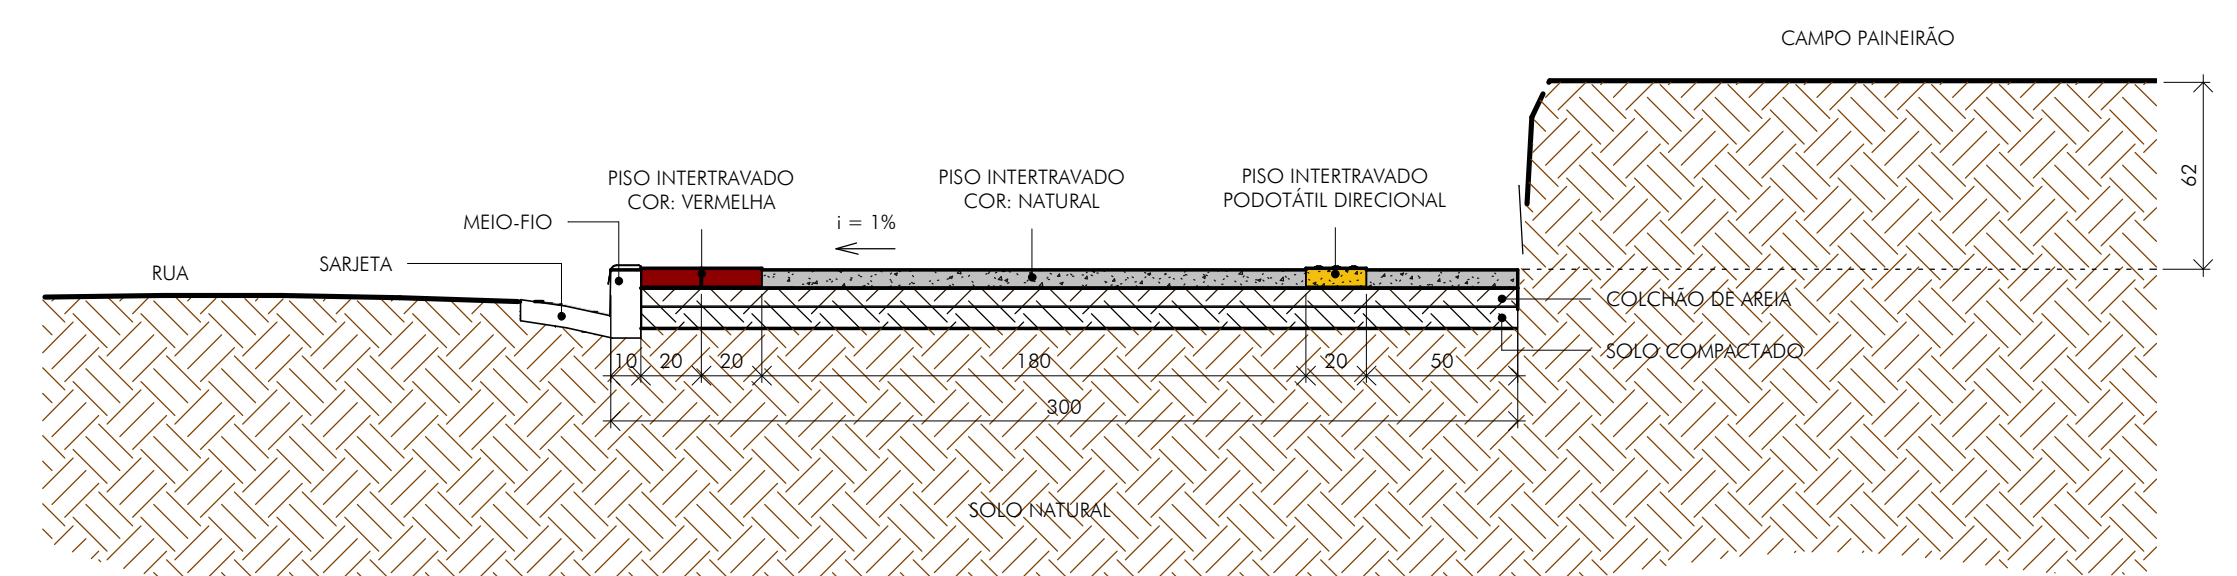 CAMPO PAINEIRÃO
62
PISO INTERTRAVADO
COR: VERMELHA
PISO INTERTRAVADO
COR: NATURAL
PISO INTERTRAVADO
PODOTÁTIL DIRECIONAL
MEIO-FIO
i = 1%
SARJETA
RUA
COLCHÃO DE AREIA
SOLO COMPACTADO
10 20 20 180 20 50
300
SOLO NATURAL